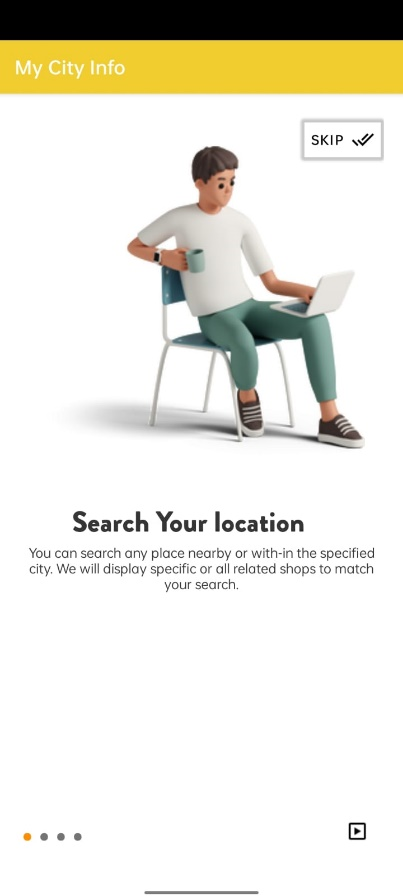 My City Info
SKIP
Search Your location
You can search any place nearby or with-in the specified
city. We will display specific or all related shops to match
your search.